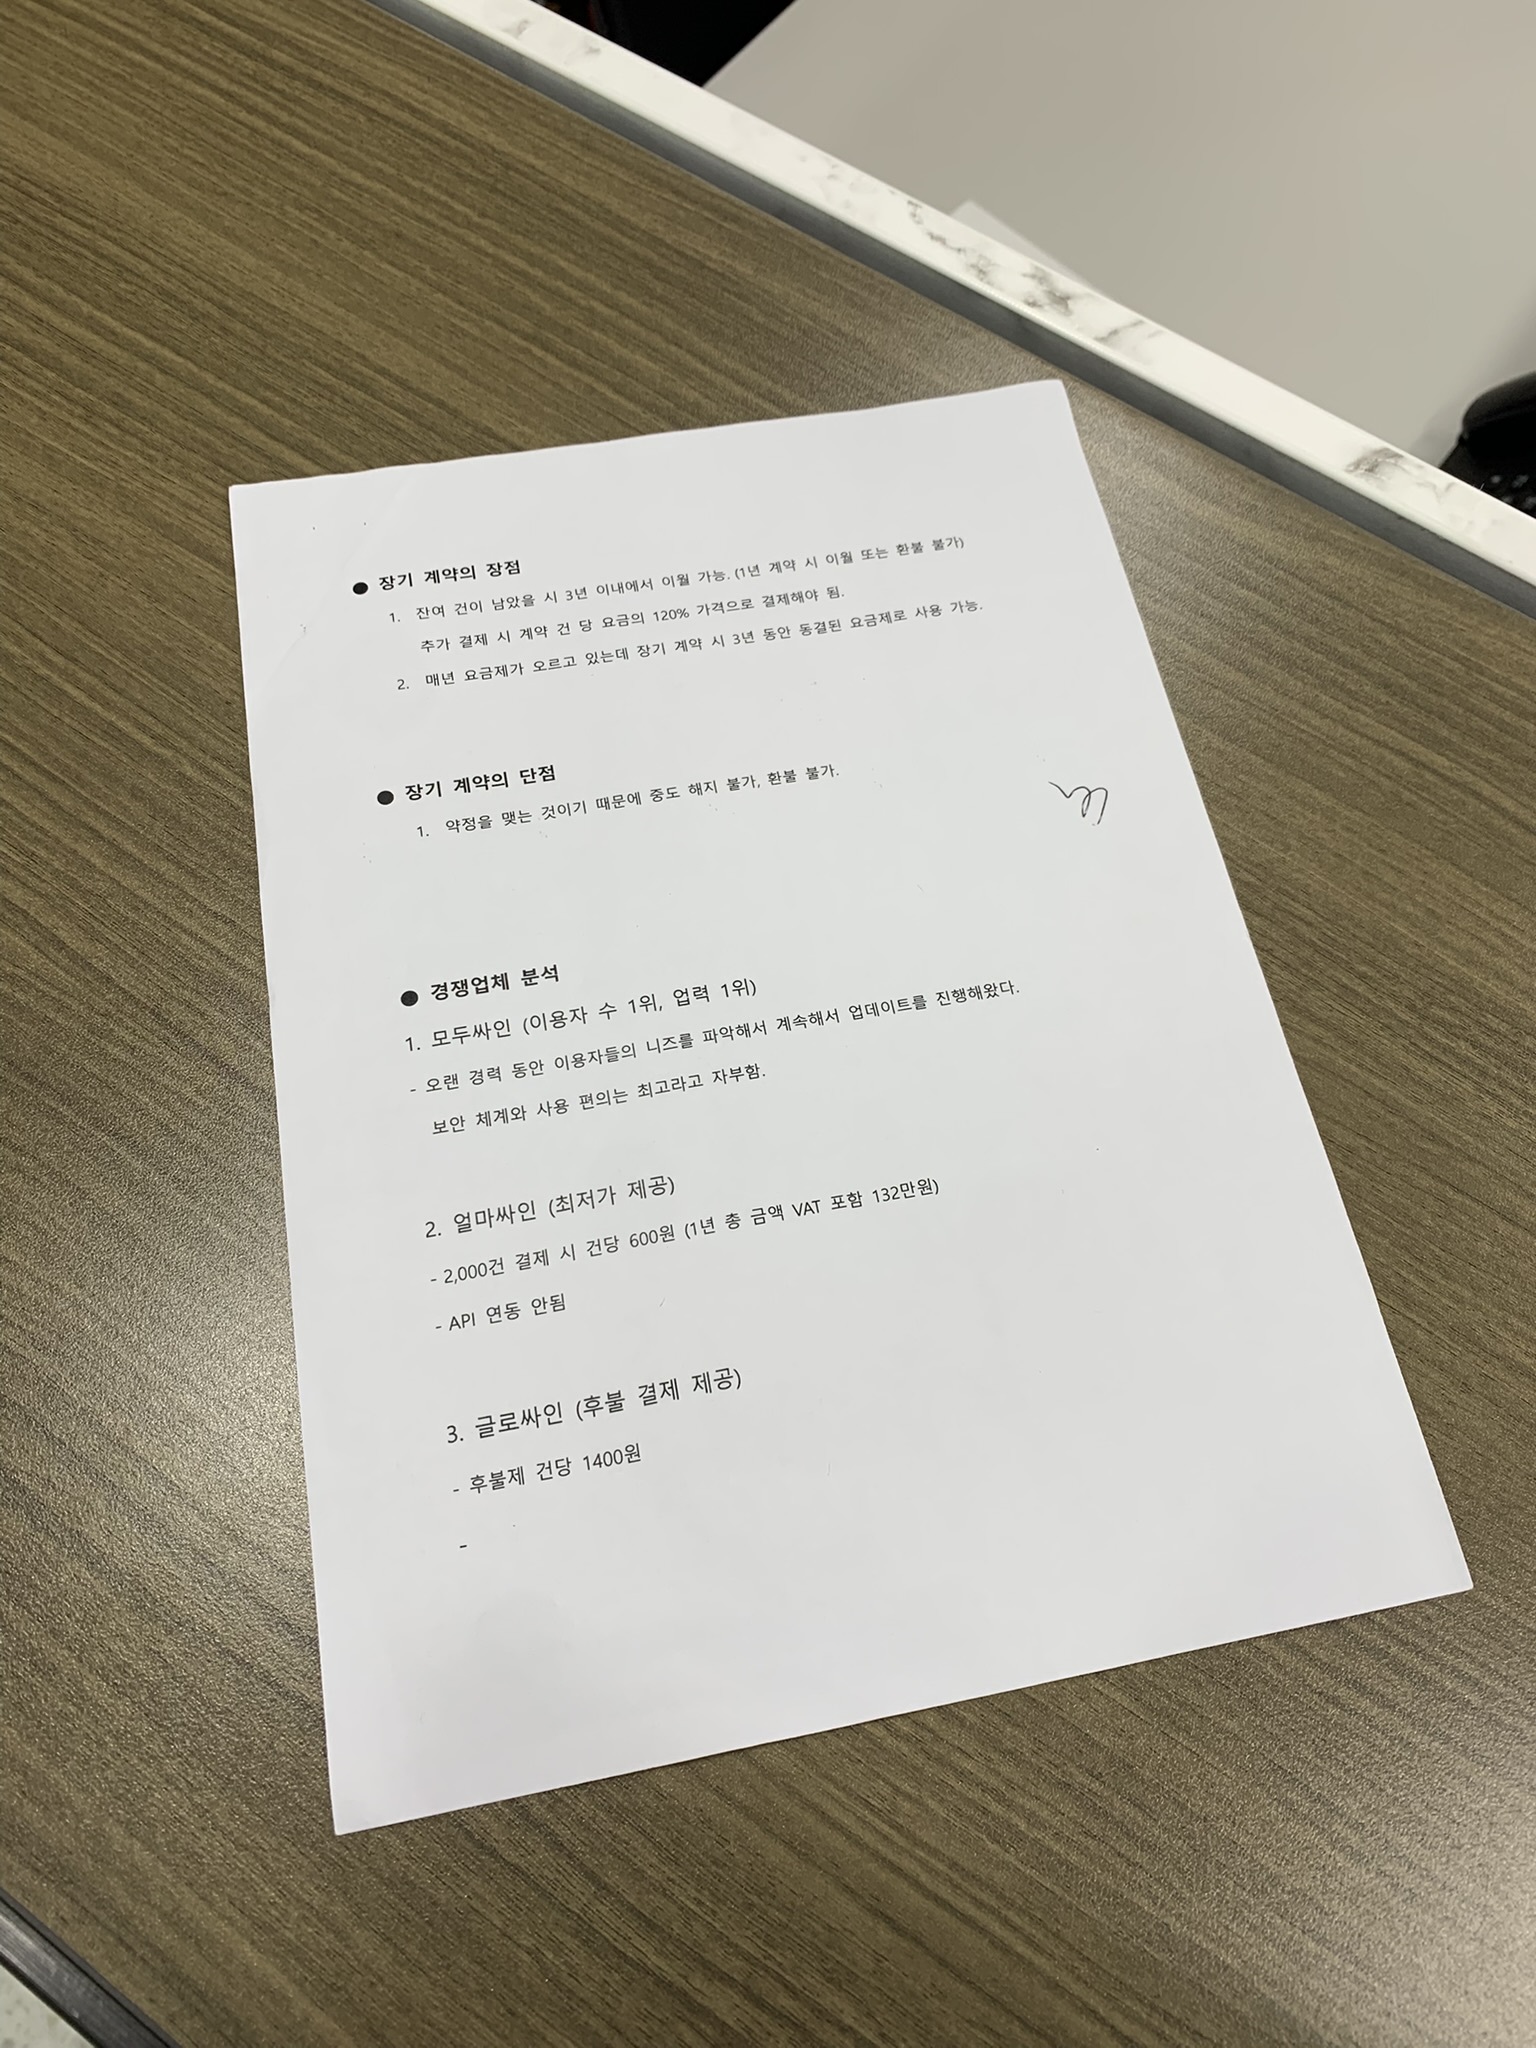 ● 장기 계약의 장점
1. 잔여 건이 남았을 시 3년 이내에서 이월 가능. (1년 계약 시 이월 또는 환불 불가)
추가 결제 시 계약 건 당 요금의 120% 가격으로 결제해야 됨.
2. 매년 요금제가 오르고 있는데 장기 계약 시 3년 동안 동결된 요금제로 사용 가능.
● 장기 계약의 단점
1. 약정을 맺는 것이기 때문에 중도 해지 불가, 환불 불가.
● 경쟁업체 분석
1. 모두싸인 (이용자 수 1위, 업력 1위)
- 오랜 경력 동안 이용자들의 니즈를 파악해서 계속해서 업데이트를 진행해왔다.
보안 체계와 사용 편의는 최고라고 자부함.
2. 얼마싸인 (최저가 제공)
- 2,000건 결제 시 건당 600원 (1년 총 금액 VAT 포함 132만원)
- API 연동 안됨
3. 글로싸인 (후불 결제 제공)
- 후불제 건당 1400원
-